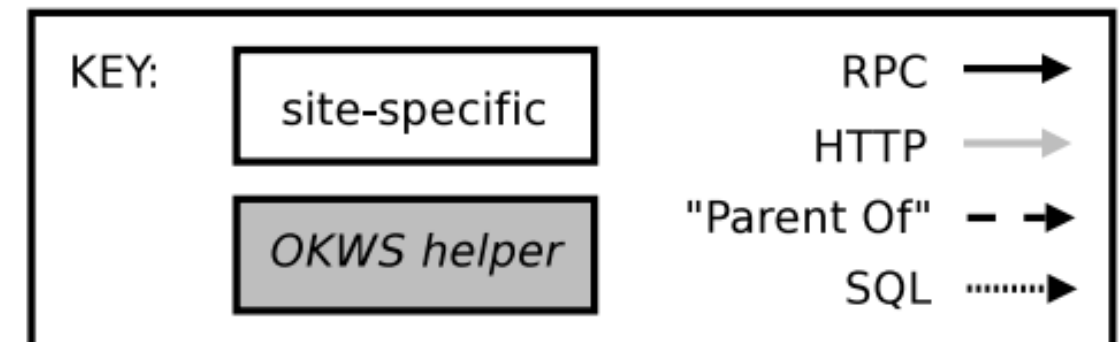 KEY:
site-specific
OKWS helper
RPC
HTTP
"Parent Of"
SQL